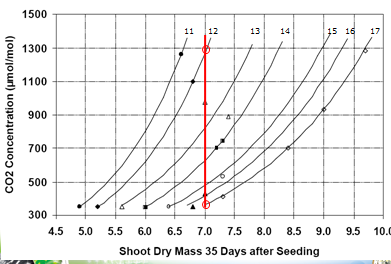 11 12 13 14 15 16 17
1500
1300
1100
900
700
500
300
CO2 Concentration (µmol/mol)
4.5 5.0 5.5 6.0 6.5 7.0 7.5 8.0 8.5 9.0 9.5 10.0
Shoot Dry Mass 35 Days after Seeding